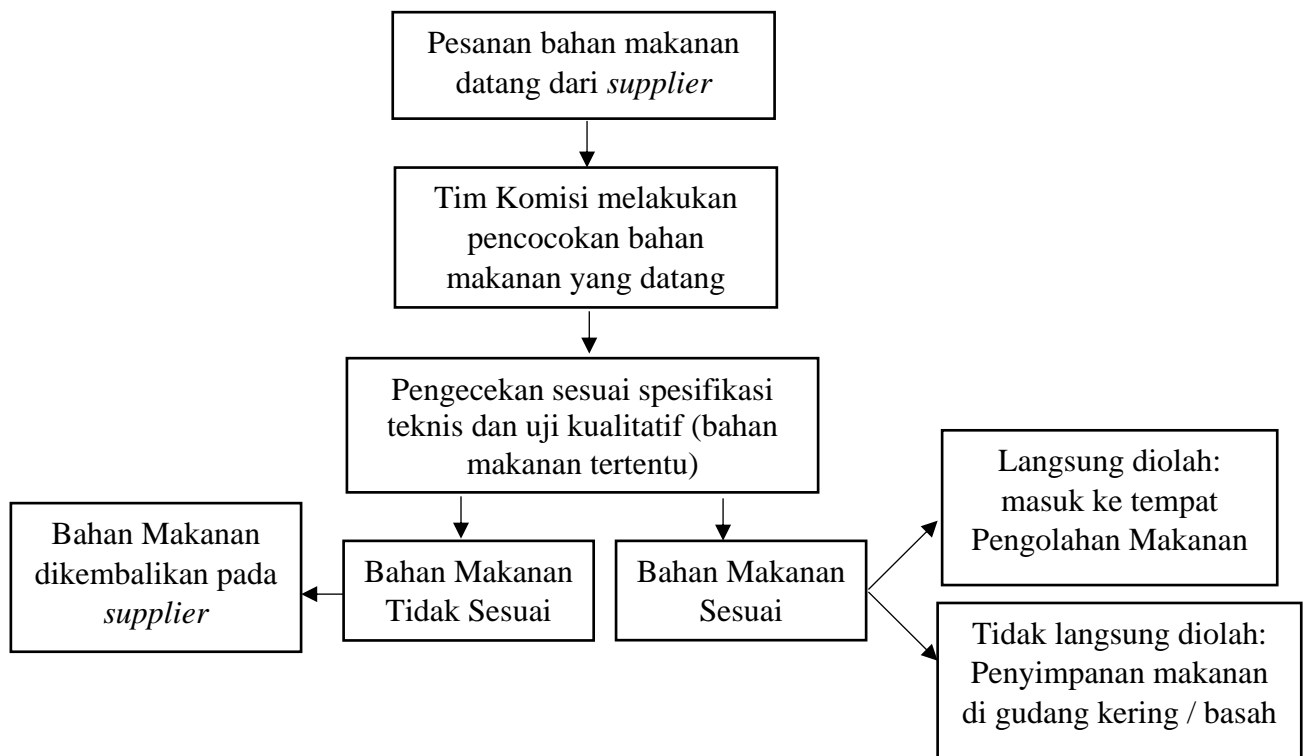 Pesanan bahan makanan
datang dari supplier
Tim Komisi melakukan
pencocokan bahan
makanan yang datang
Pengecekan sesuai spesifikasi
teknis dan uji kualitatif (bahan
makanan tertentu)
Bahan Makanan
dikembalikan pada
supplier
Bahan Makanan
Tidak Sesuai
Bahan Makanan
Sesuai
Langsung diolah:
masuk ke tempat
Pengolahan Makanan
Tidak langsung diolah:
Penyimpanan makanan
di gudang kering / basah